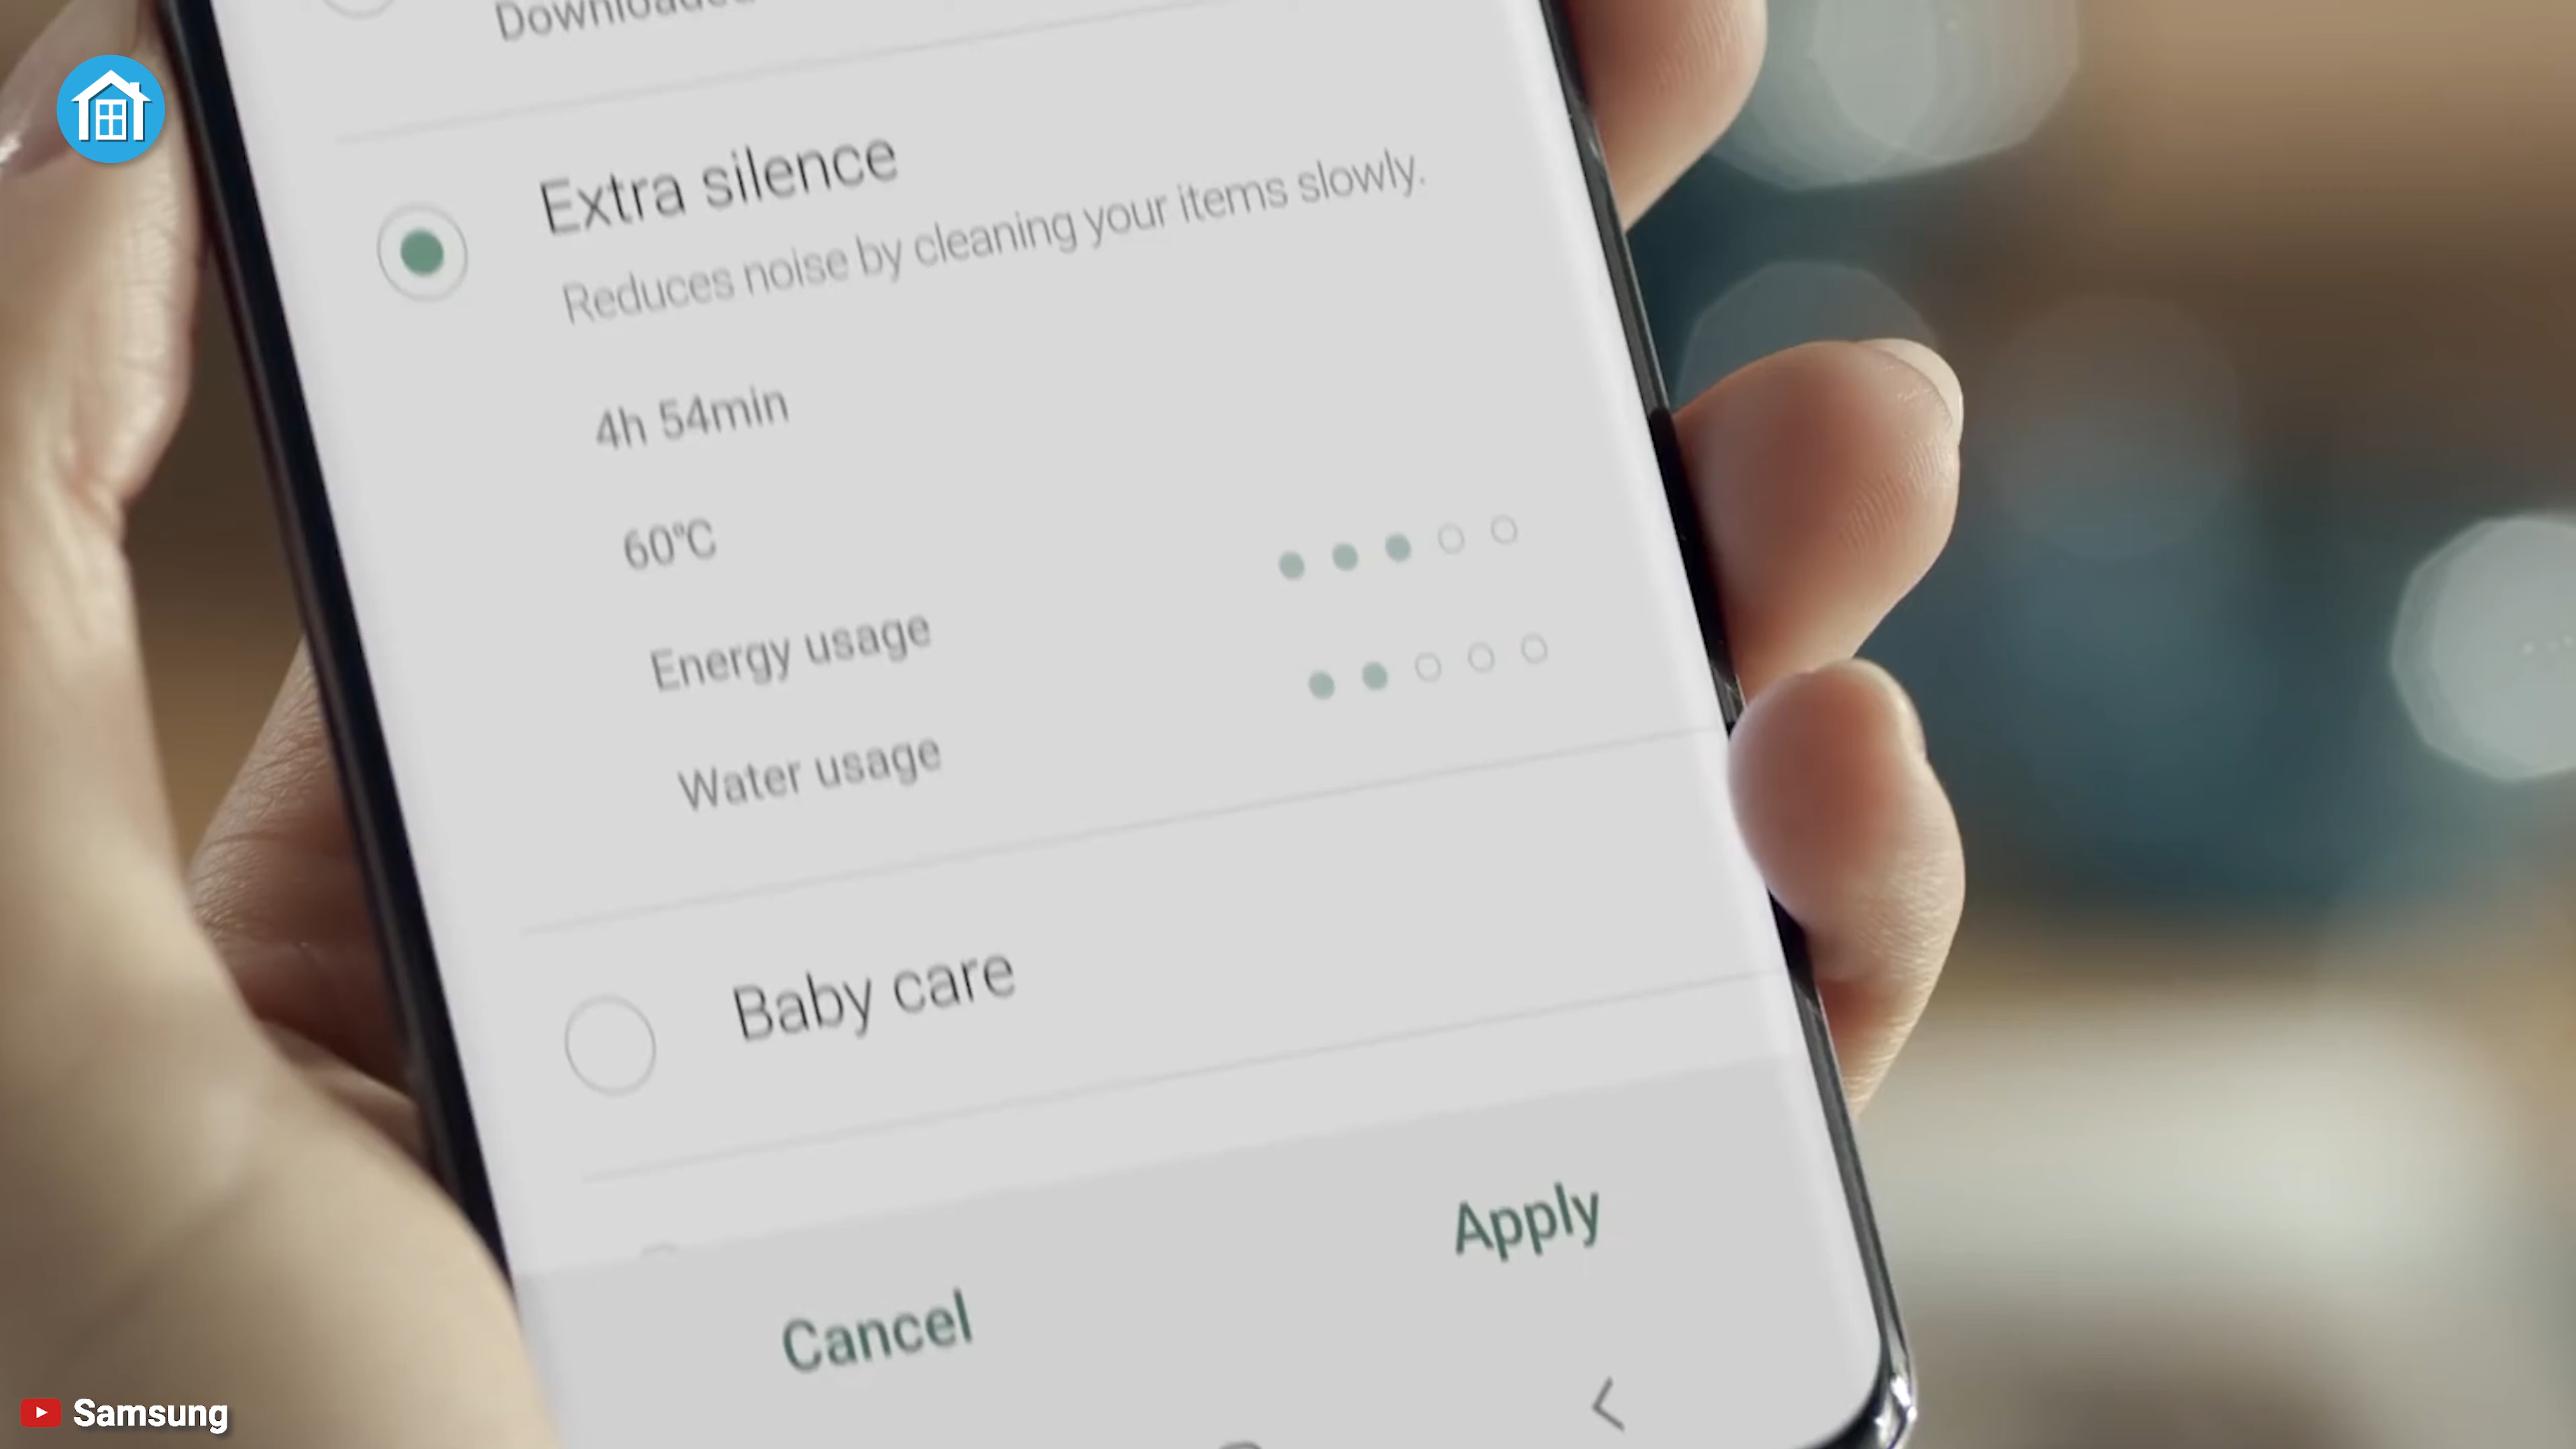 Downloaded
Extra silence
Reduces noise by cleaning your items slowly.
4h 54min
60°C
Energy usage
Water usage
Baby care
Apply
Cancel
Samsung